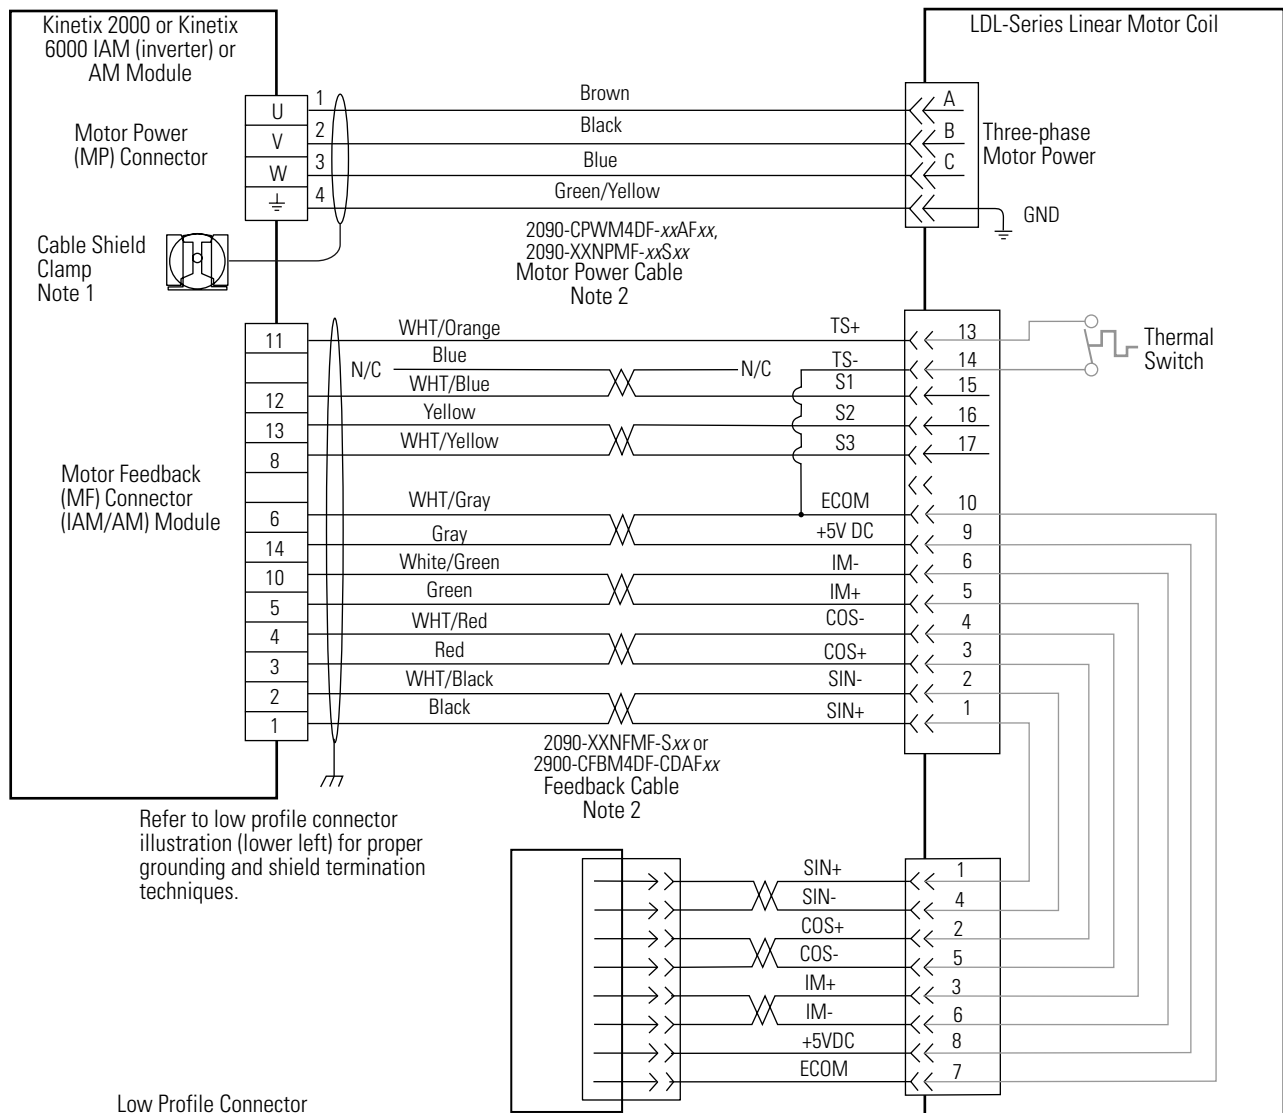 Kinetix 2000 or Kinetix
6000 IAM (inverter) or
AM Module
LDL-Series Linear Motor Coil
Motor Power
(MP) Connector
U
V
W
1
2
3
4
Brown
Black
Blue
Green/Yellow
A
B
C
Three-phase
Motor Power
GND
2090-CPWM4DF-xxAFxx,
2090-XXNPMF-xxSxx
Motor Power Cable
Note 2
Cable Shield
Clamp
Note 1
Motor Feedback
(MF) Connector
(IAM/AM) Module
11
12
13
8
6
14
10
5
4
3
2
1
N/C
WHT/Orange
Blue
WHT/Blue
Yellow
WHT/Yellow
WHT/Gray
Gray
White/Green
Green
WHT/Red
Red
WHT/Black
Black
N/C
TS+
TS-
S1
S2
S3
ECOM
+5V DC
IM-
IM+
COS-
COS+
SIN-
SIN+
13
14
15
16
17
10
9
6
5
4
3
2
1
Thermal
Switch
2090-XXNFMF-Sxx or
2900-CFBM4DF-CDAFxx
Feedback Cable
Note 2
Refer to low profile connector
illustration (lower left) for proper
grounding and shield termination
techniques.
SIN+
SIN-
COS+
COS-
IM+
IM-
+5VDC
ECOM
1
4
2
5
3
6
8
7
Low Profile Connector